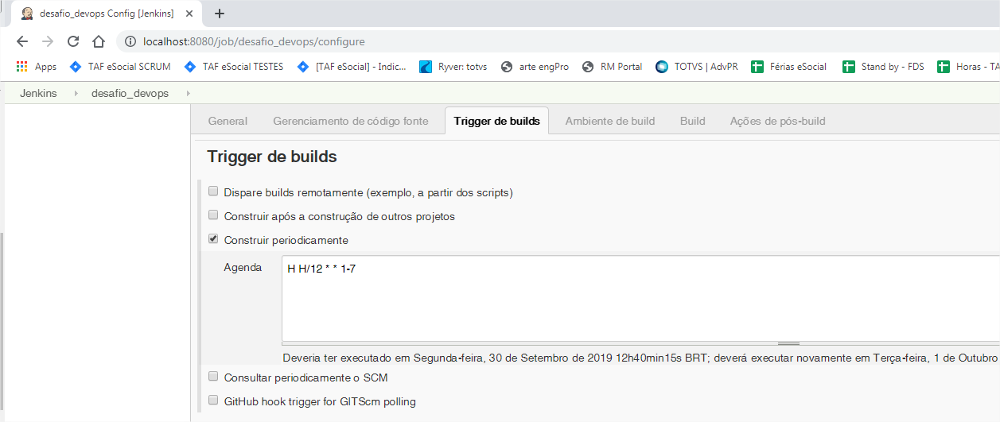 desafio_devops Config [Jenkins]
localhost:8080/job/desafio_devops/configure
Apps TAF eSocial SCRUM TAF eSocial TESTES [TAF eSocial] - Indic... Ryver: totvs arte engPro RM Portal TOTVS | AdvPR Férias eSocial Stand by - FDS Horas - TA
Jenkins desafio_devops
General Gerenciamento de código fonte Trigger de builds Ambiente de build Build Ações de pós-build
Trigger de builds
Dispare builds remotamente (exemplo, a partir dos scripts)
Construir após a construção de outros projetos
Construir periodicamente
Agenda H H/12 * * 1-7
Deveria ter executado em Segunda-feira, 30 de Setembro de 2019 12h40min15s BRT; deverá executar novamente em Terça-feira, 1 de Outubro
Consultar periodicamente o SCM
GitHub hook trigger for GITScm polling